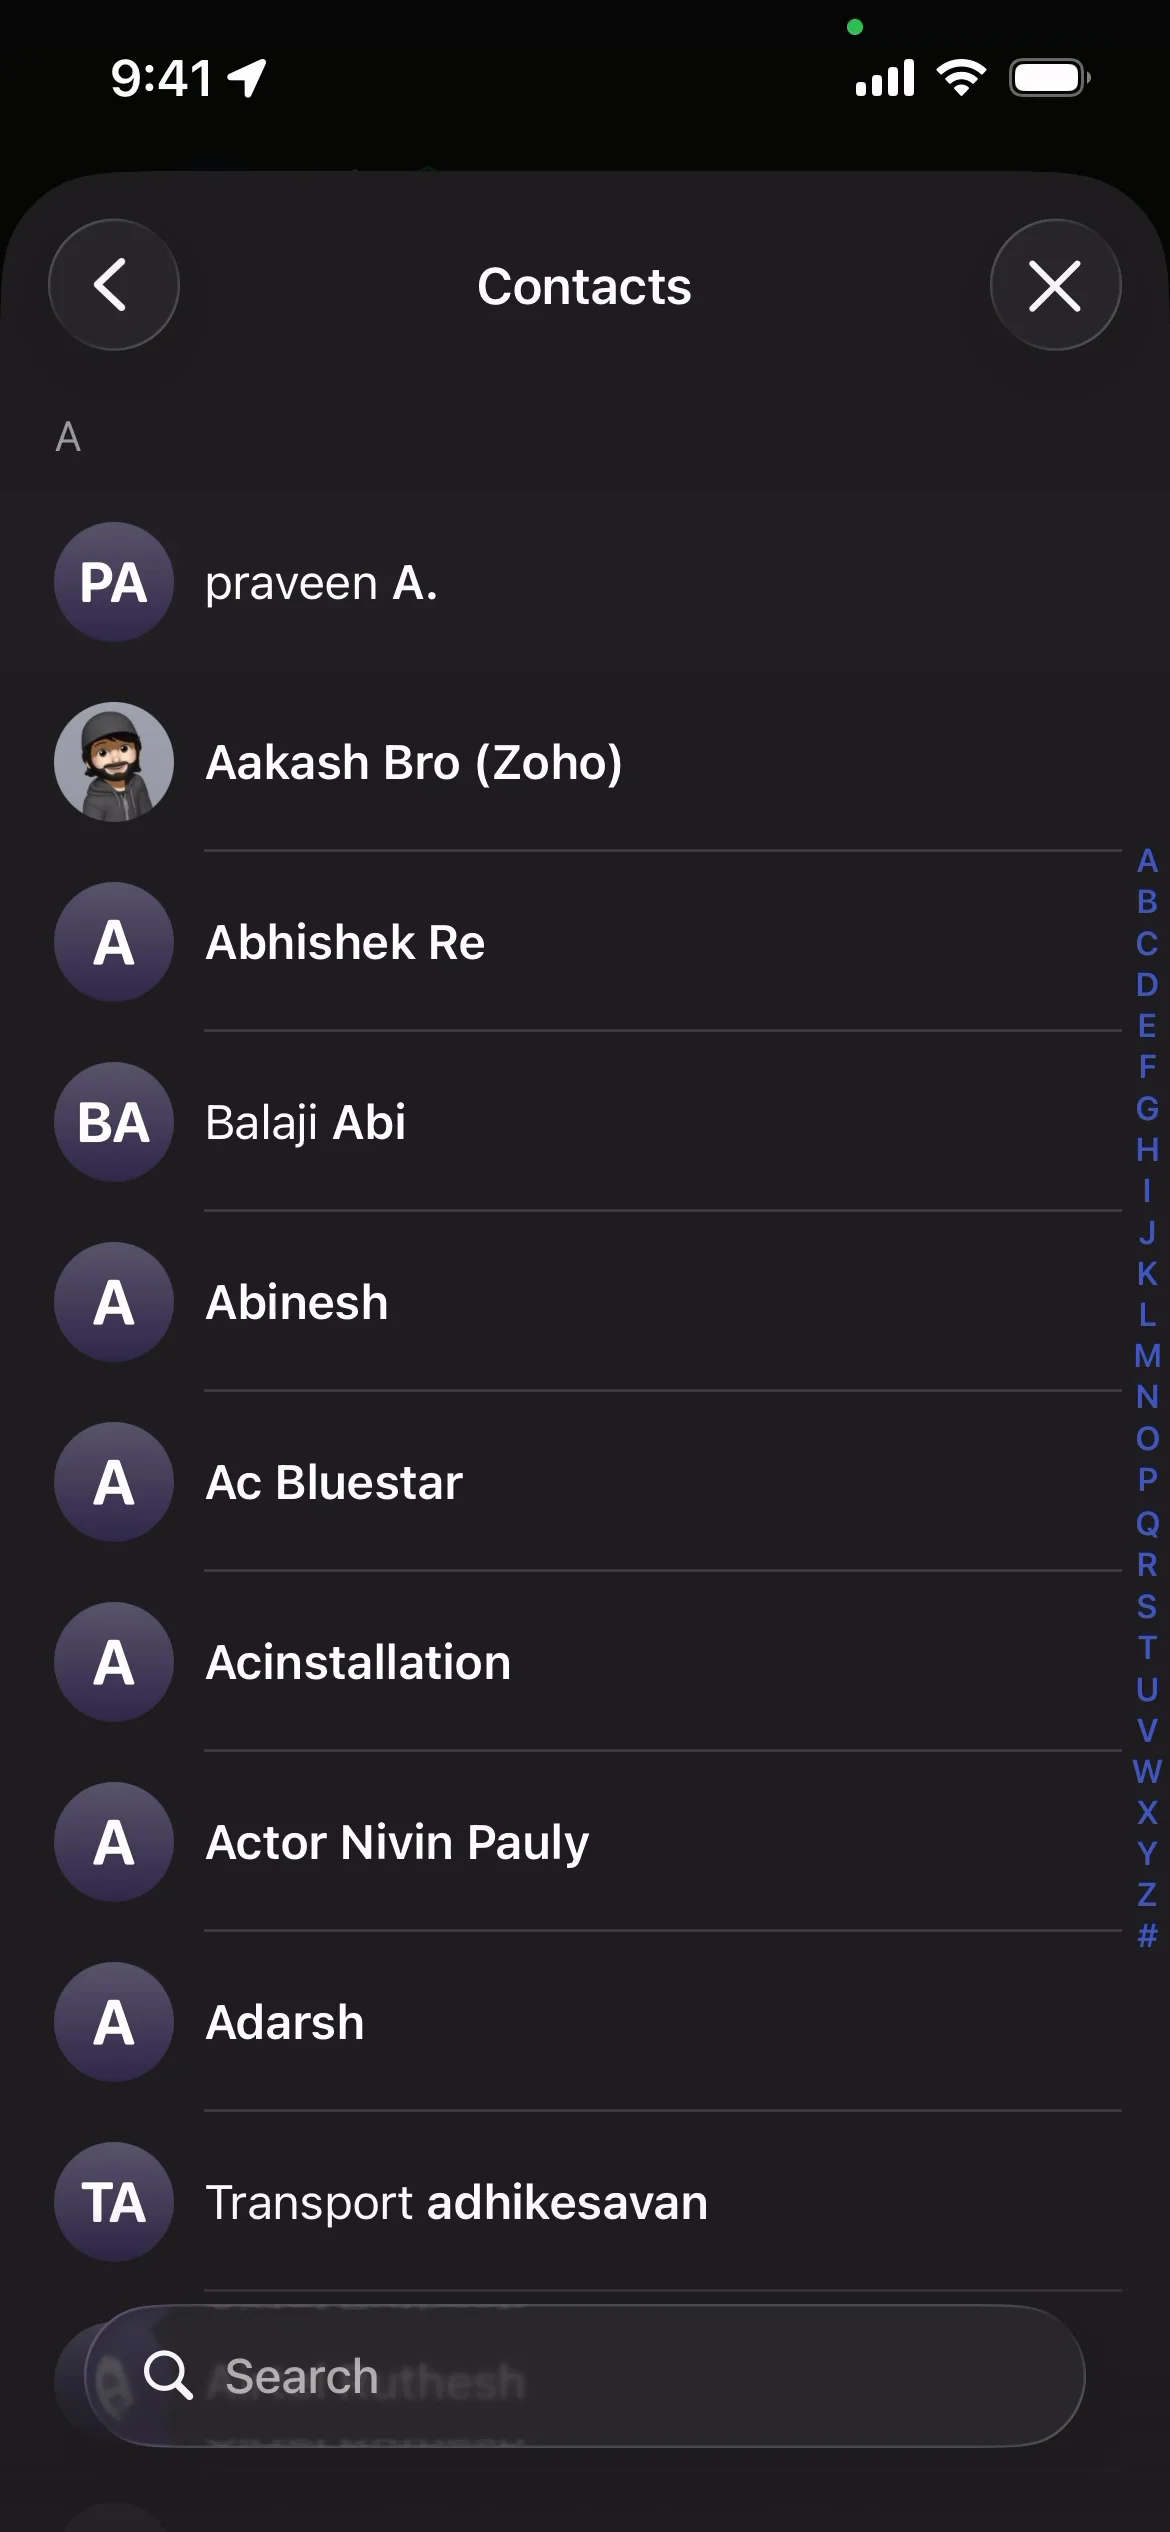 9:41
Contacts
A
PA
praveen A.
Aakash Bro (Zoho)
A
Abhishek Re
BA
Balaji Abi
A
Abinesh
A
Ac Bluestar
A
Acinstallation
A
Actor Nivin Pauly
A
Adarsh
TA
Transport adhikesavan
Search
A
B
C
D
E
F
G
H
I
J
K
L
M
N
O
P
Q
R
S
T
U
V
W
X
Y
Z
#